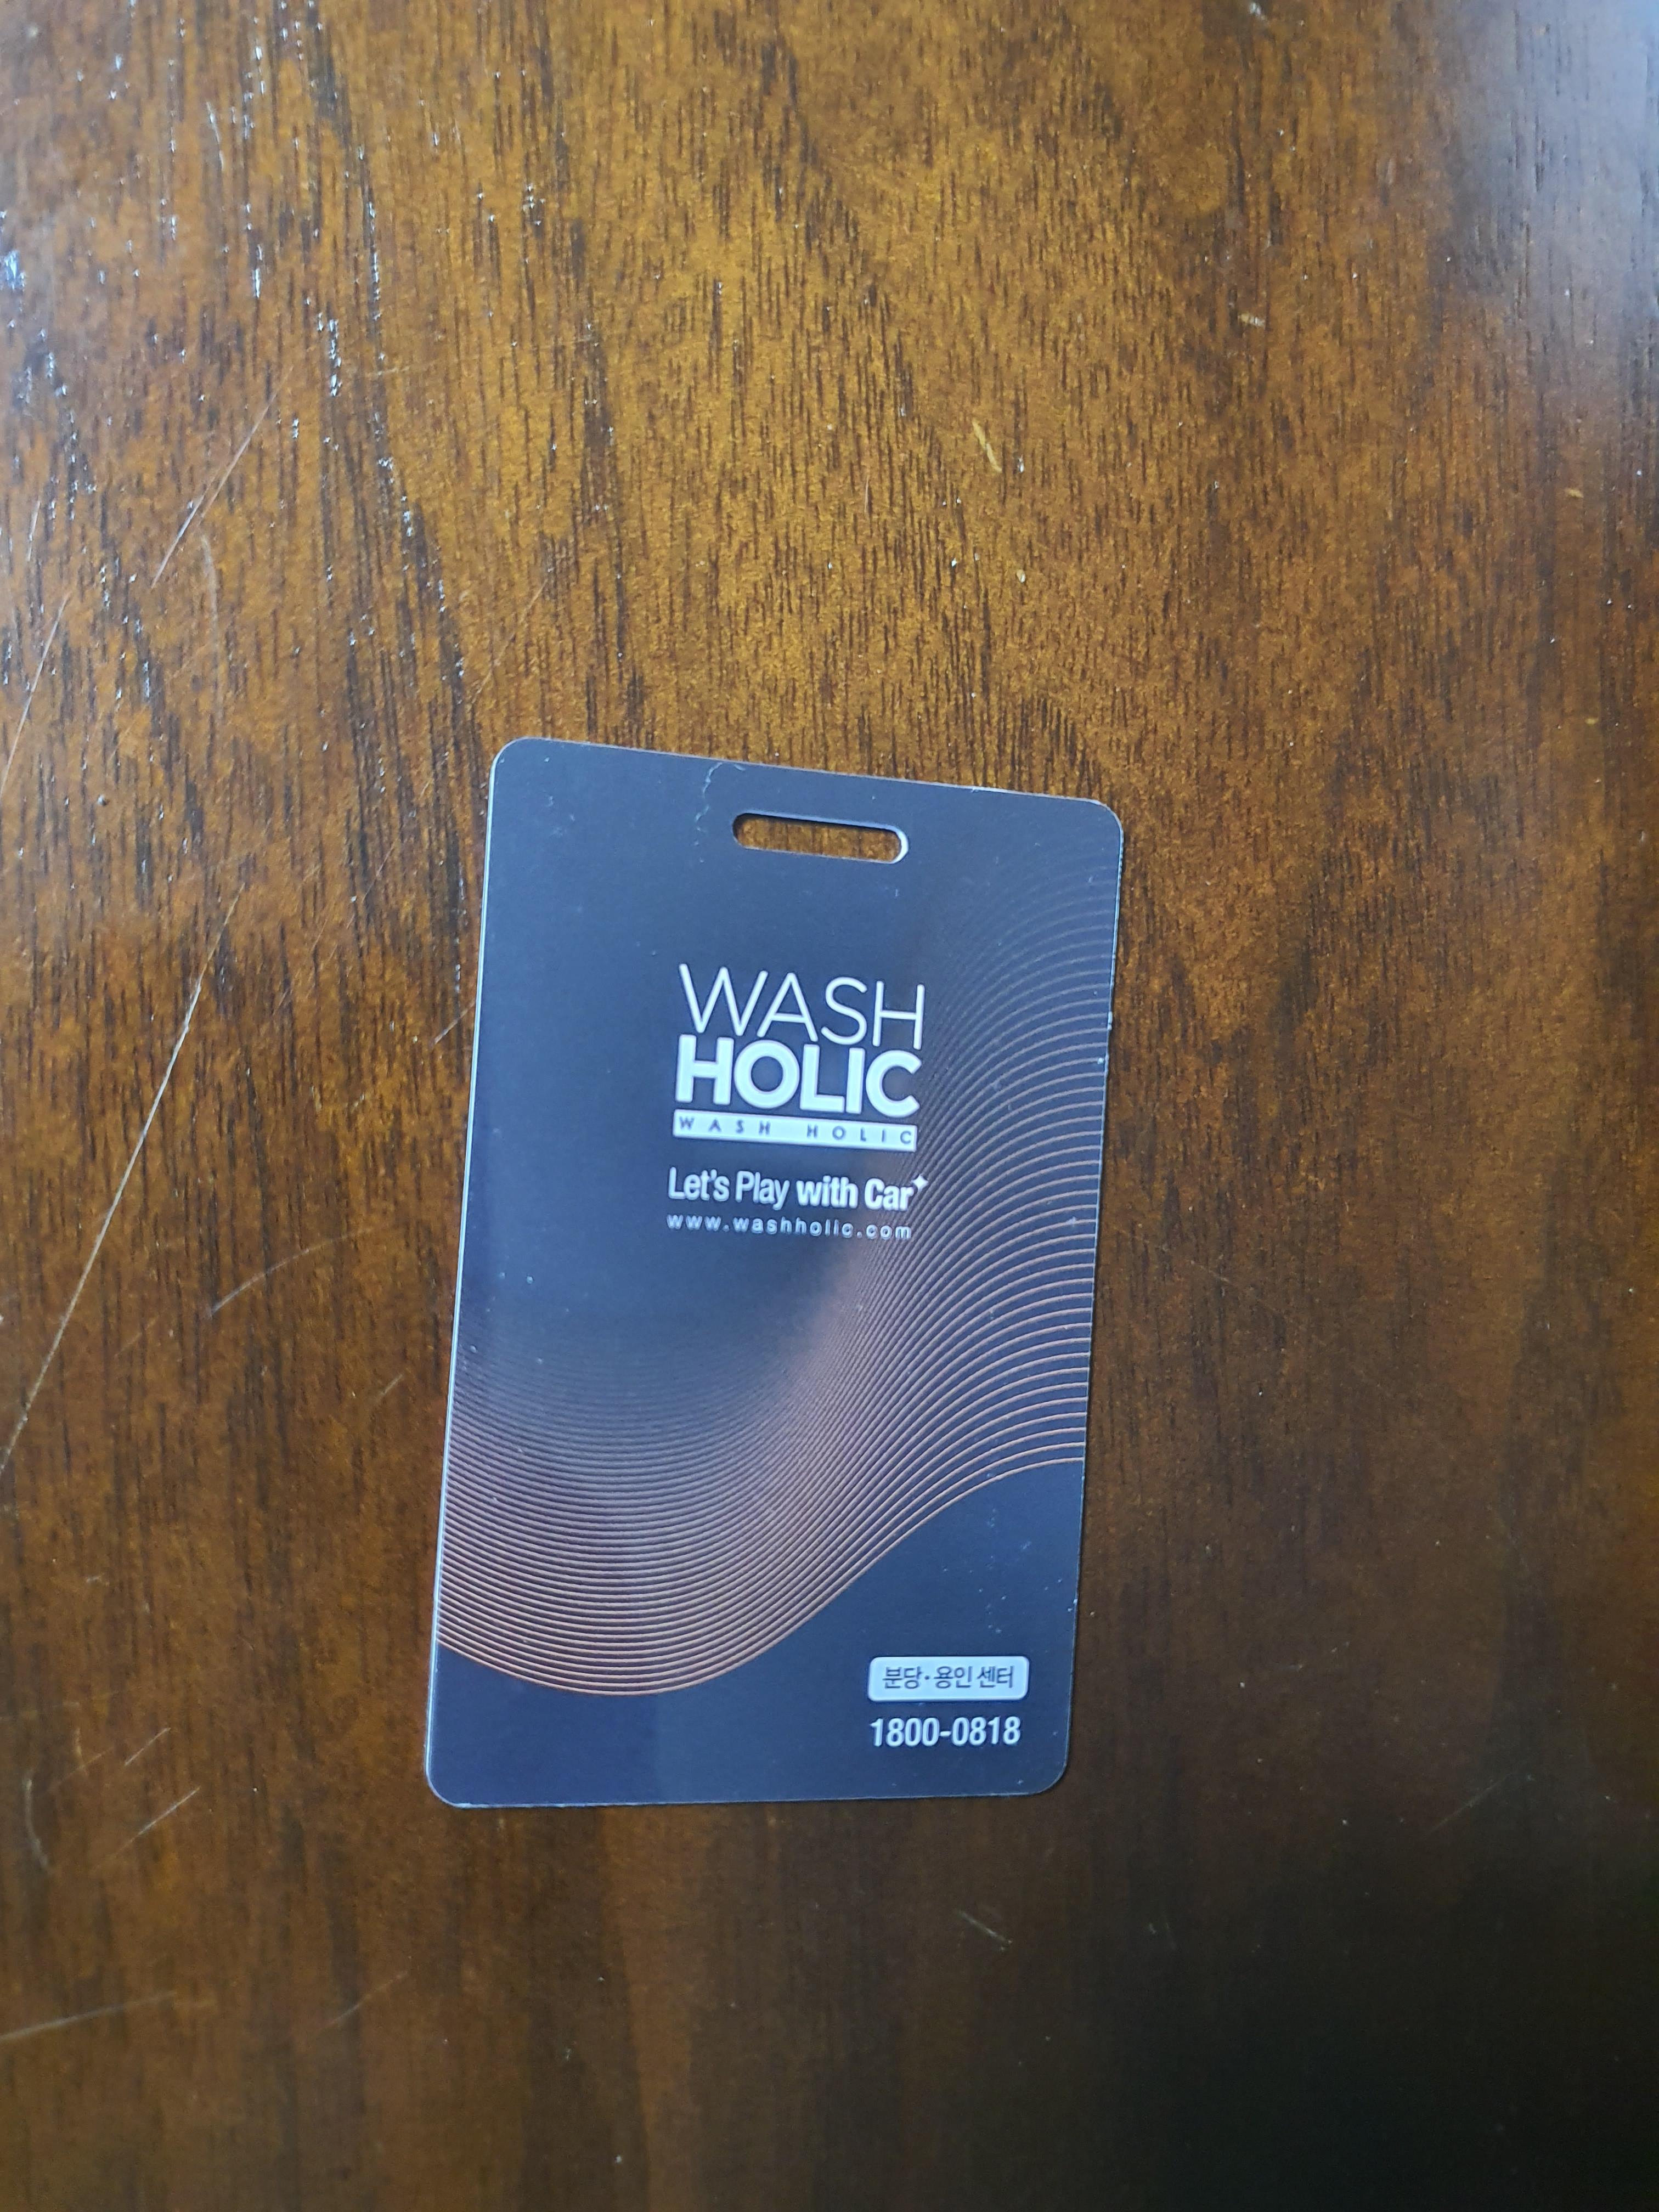 WASH
HOLIC
WASH HOLIC
Let's Play with Car
www.washholic.com
분당·용인 센터
1800-0818